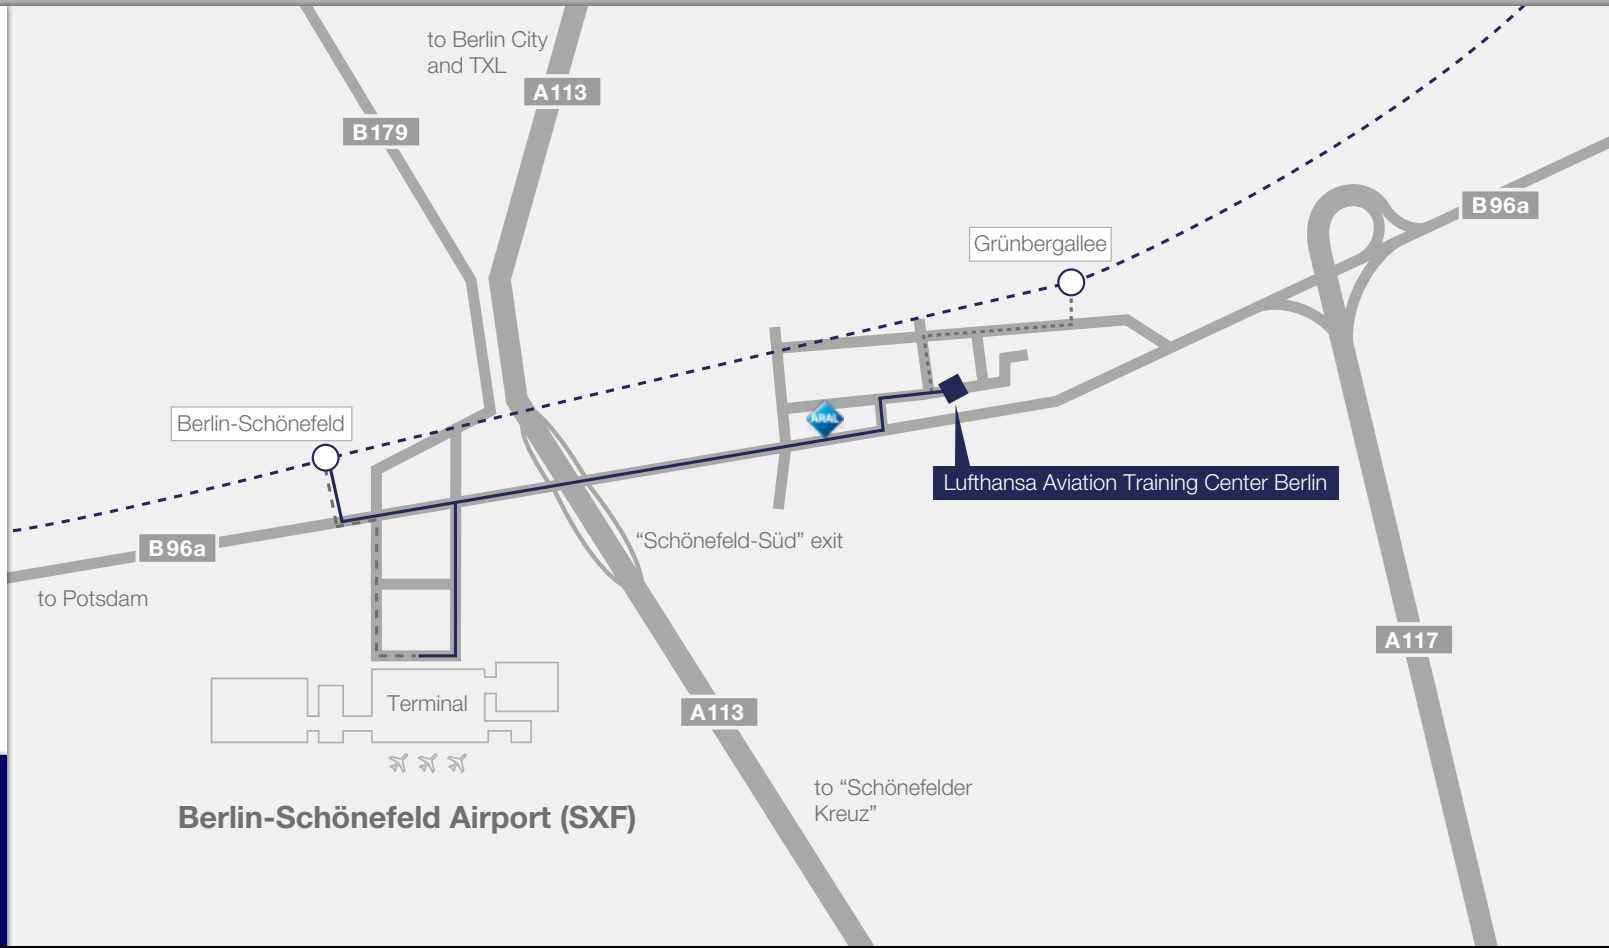 to Berlin City
and TXL
A113
B179
B96a
Grünbergallee
Berlin-Schönefeld
ARAL
Lufthansa Aviation Training Center Berlin
B96a
“Schönefeld-Süd” exit
to Potsdam
A117
Terminal
A113
to “Schönefelder
Kreuz”
Berlin-Schönefeld Airport (SXF)